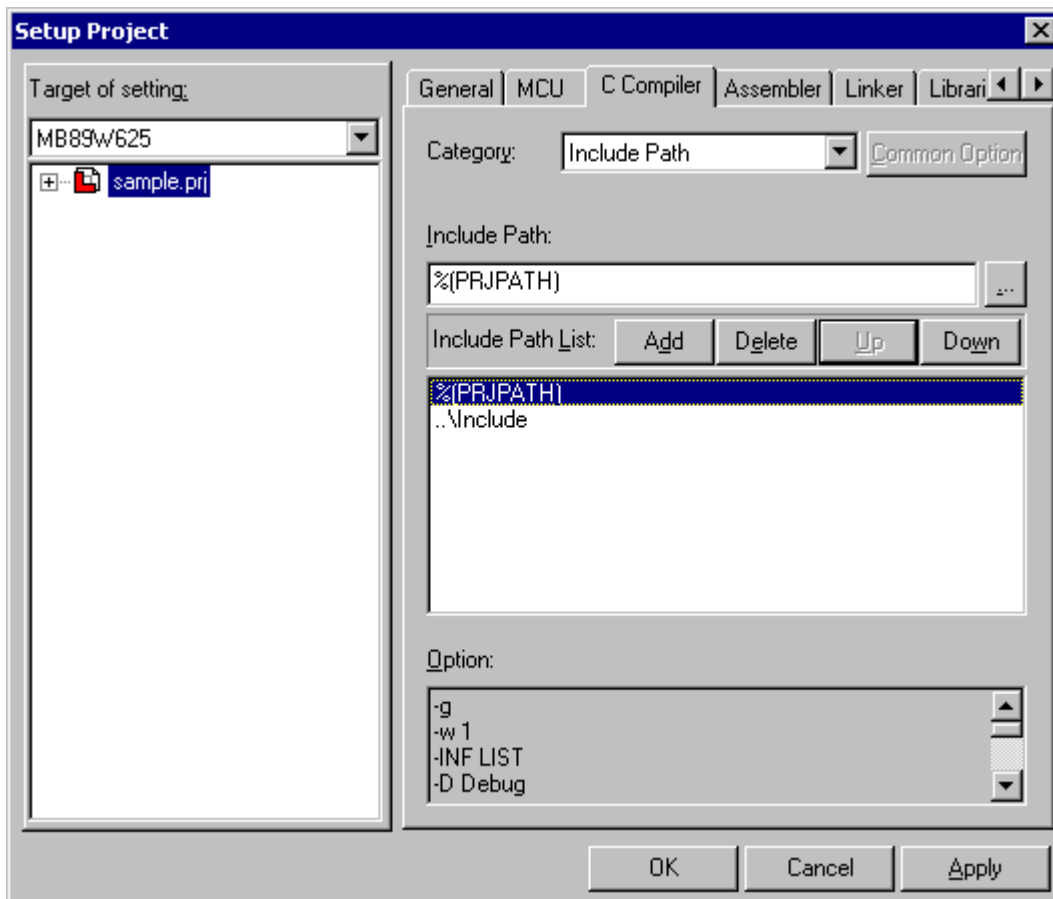 Setup Project
Target of setting:
MB89W625
sample.prj
General MCU C Compiler Assembler Linker Librari
Category: Include Path Common Option
Include Path:
%(PRJPATH)
...
Include Path List: Add Delete Up Down
%(PRJPATH)
..\Include
Option:
-g
-w 1
-INF LIST
-D Debug
OK Cancel Apply